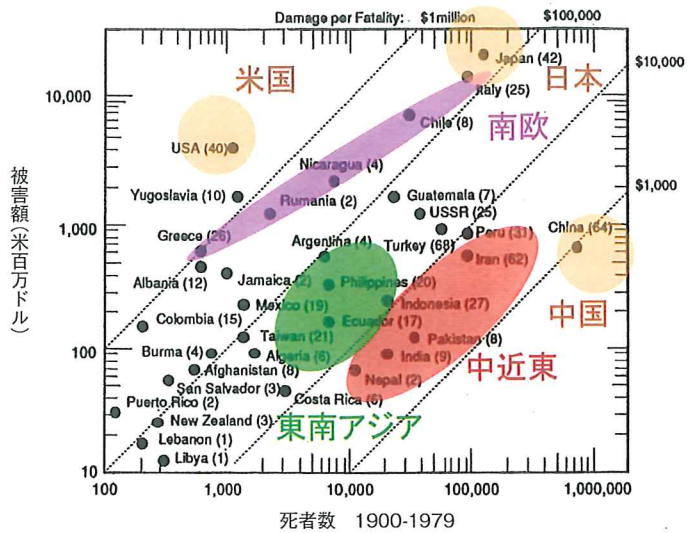 Damage per Fatality: $1million $100,000
Japan (42)
米国
日本
$10,000
Italy (25)
10,000
Chile (8)
南欧
USA (40)
Nicaragua (4)
$1,000
Yugoslavia (10)
Guatemala (7)
Rumania (2)
USSR (25)
1,000
Greece (26)
Peru (31)
China (64)
Argentina (4)
Turkey (68)
Iran (62)
Albania (12)
Jamaica (2)
Philippines (20)
Mexico (19)
Indonesia (27)
中国
Colombia (15)
Ecuador (17)
Taiwan (21)
Pakistan (8)
100
Burma (4)
Algeria (6)
India (9)
中近東
Afghanistan (8)
Nepal (2)
San Salvador (3)
Costa Rica (6)
Puerto Rico (2)
New Zealand (3)
東南アジア
Lebanon (1)
Libya (1)
10
100 1,000 10,000 100,000 1,000,000
死者数 1900-1979
被害額(米百万ドル)